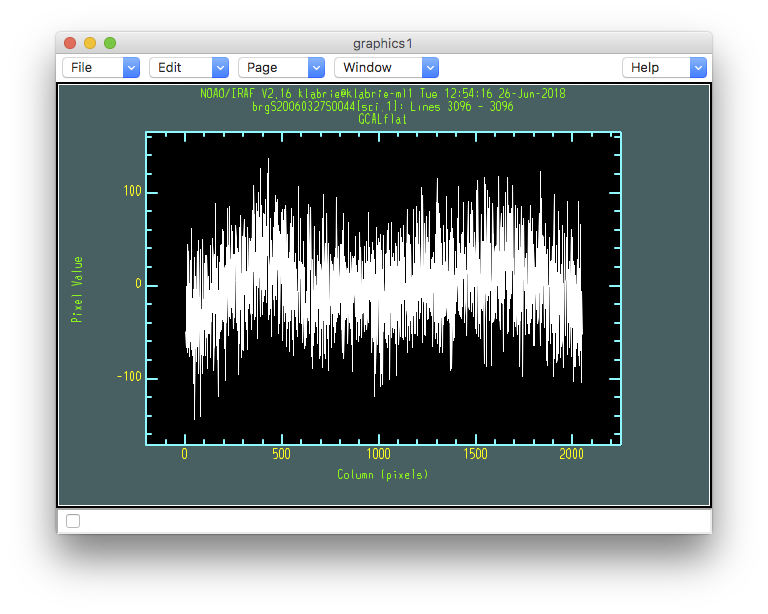 graphics1
File Edit Page Window Help
NOAO/IRAF V2.16 klabrie@klabrie-ml1 Tue 12:54:16 26-Jun-2018
brgS20060327S0044[sci,1]: Lines 3096 - 3096
GCALflat
100
0
-100
Pixel Value
0 500 1000 1500 2000
Column (pixels)